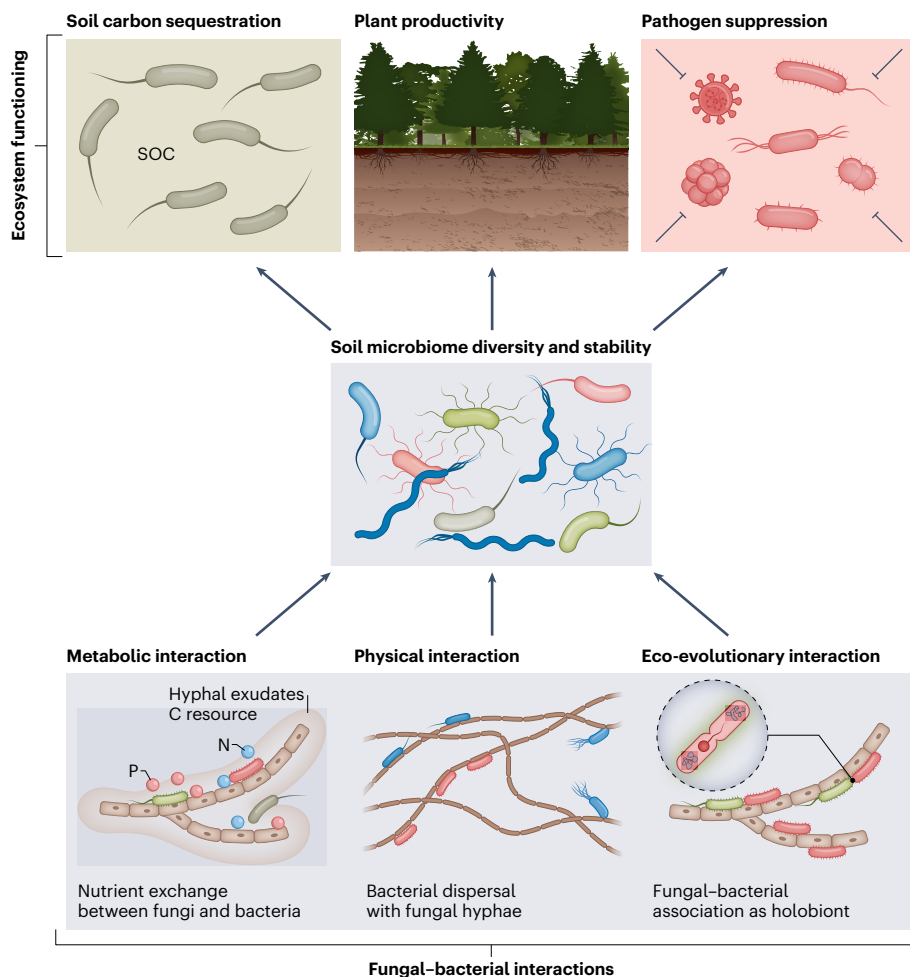 Soil carbon sequestration
Plant productivity
Pathogen suppression
Ecosystem functioning
SOC
Soil microbiome diversity and stability
Metabolic interaction
Physical interaction
Eco-evolutionary interaction
Hyphal exudates
C resource
N
P
Nutrient exchange
between fungi and bacteria
Bacterial dispersal
with fungal hyphae
Fungal–bacterial
association as holobiont
Fungal–bacterial interactions